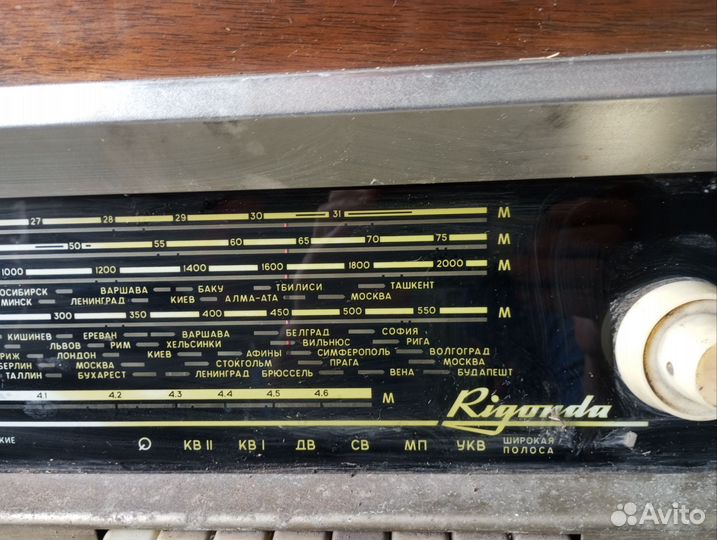 27 28 29 30 31 М
50 55 60 65 70 75 М
1000 1200 1400 1600 1800 2000 М
ОСИБИРСК ВАРШАВА БАКУ ТБИЛИСИ ТАШКЕНТ
МИНСК ЛЕНИНГРАД КИЕВ АЛМА-АТА МОСКВА
300 350 400 450 500 550 М
КИШИНЕВ ЕРЕВАН ВАРШАВА БЕЛГРАД СОФИЯ
ЛЬВОВ РИМ ХЕЛЬСИНКИ ВИЛЬНЮС РИГА
РИЖ ЛОНДОН КИЕВ АФИНЫ СИМФЕРОПОЛЬ ВОЛГОГРАД
БЕРЛИН МОСКВА СТОКГОЛЬМ ПРАГА МОСКВА
ТАЛЛИН БУХАРЕСТ ЛЕНИНГРАД БРЮССЕЛЬ ВЕНА БУДАПЕШТ
4.1 4.2 4.3 4.4 4.5 4.6 М
Rigonda
КИЕ КВ II КВ I ДВ СВ МП УКВ ШИРОКАЯ
ПОЛОСА
Avito